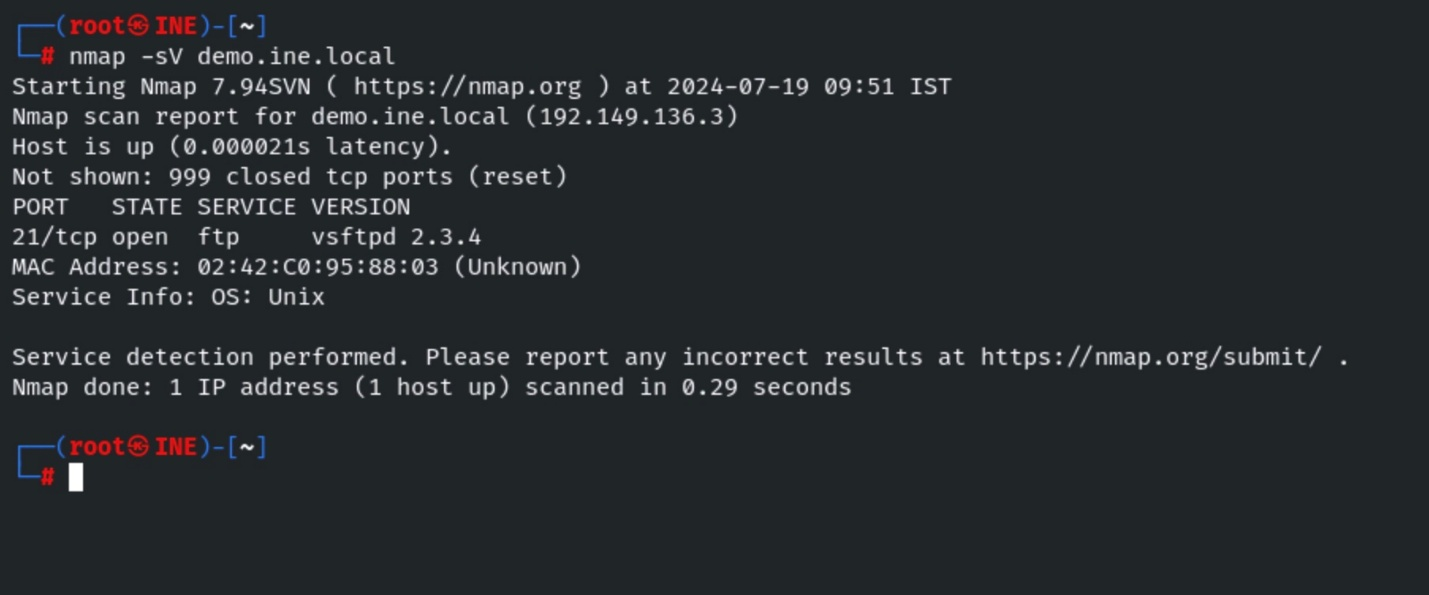 ┌──(root㉿INE)-[~]
└─# nmap -sV demo.ine.local
Starting Nmap 7.94SVN ( https://nmap.org ) at 2024-07-19 09:51 IST
Nmap scan report for demo.ine.local (192.149.136.3)
Host is up (0.000021s latency).
Not shown: 999 closed tcp ports (reset)
PORT   STATE SERVICE VERSION
21/tcp open  ftp     vsftpd 2.3.4
MAC Address: 02:42:C0:95:88:03 (Unknown)
Service Info: OS: Unix

Service detection performed. Please report any incorrect results at https://nmap.org/submit/ .
Nmap done: 1 IP address (1 host up) scanned in 0.29 seconds

┌──(root㉿INE)-[~]
└─#